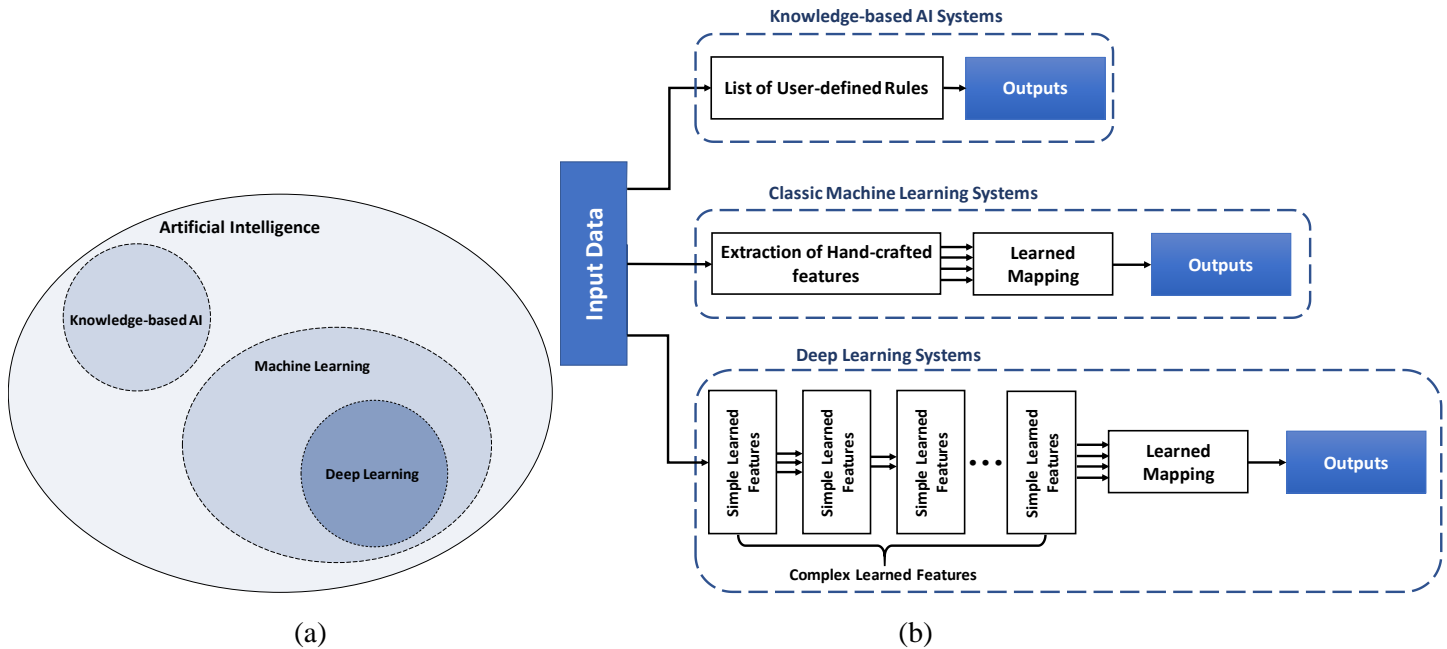 Artificial Intelligence
Knowledge-based AI
Machine Learning
Deep Learning
(a)
Input Data
Knowledge-based AI Systems
List of User-defined Rules
Outputs
Classic Machine Learning Systems
Extraction of Hand-crafted
features
Learned
Mapping
Outputs
Deep Learning Systems
Simple Learned
Features
Simple Learned
Features
Simple Learned
Features
Simple Learned
Features
Learned
Mapping
Outputs
Complex Learned Features
(b)